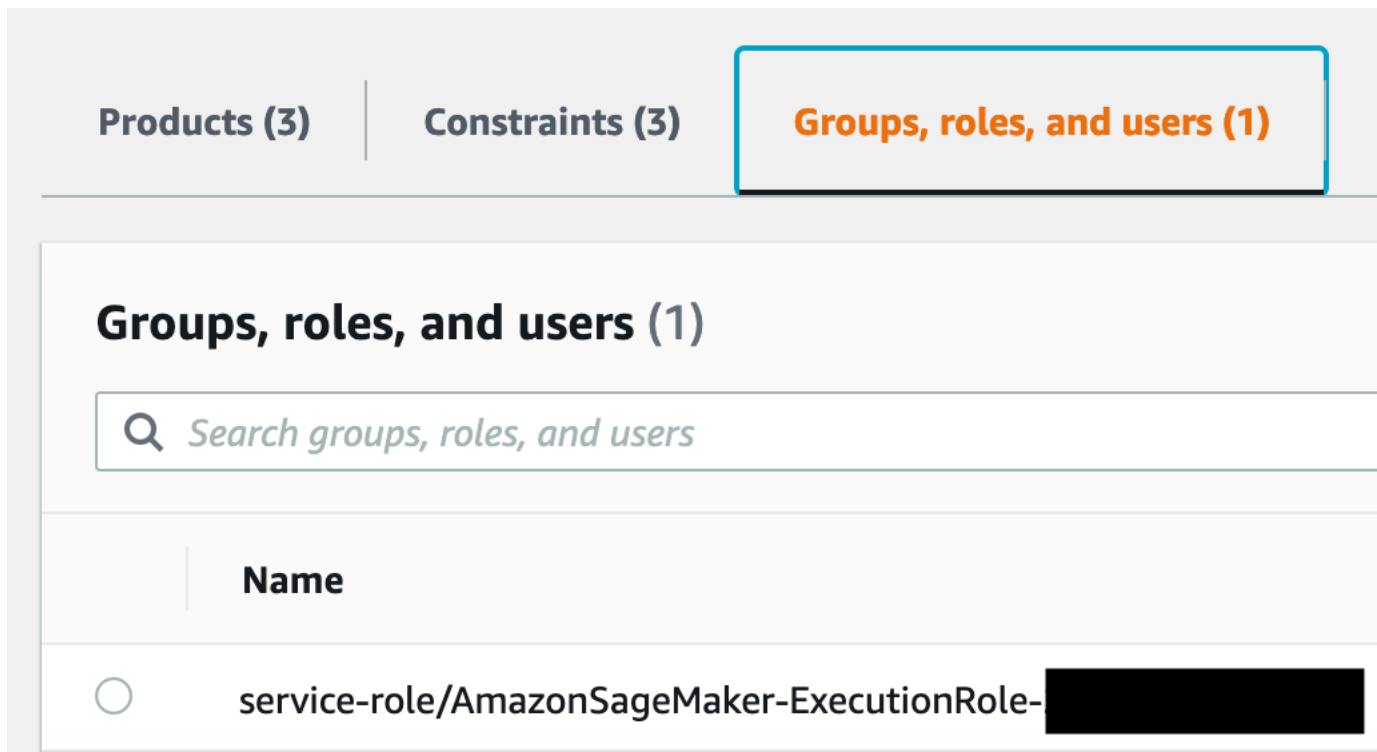 Products (3) Constraints (3) Groups, roles, and users (1)
Groups, roles, and users (1)
Search groups, roles, and users
Name
service-role/AmazonSageMaker-ExecutionRole-